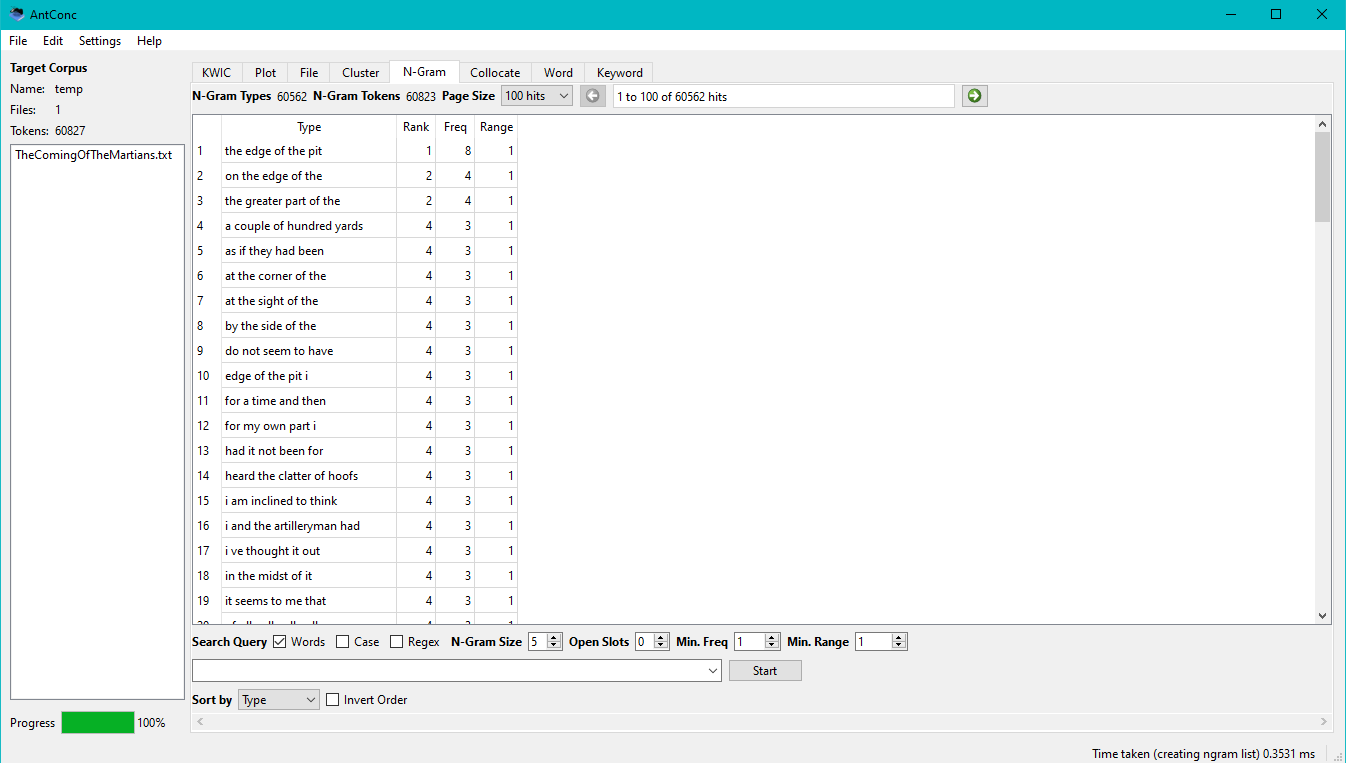 AntConc
File Edit Settings Help
Target Corpus
Name: temp
Files: 1
Tokens: 60827
TheComingOfTheMartians.txt
Progress 100%
KWIC Plot File Cluster N-Gram Collocate Word Keyword
N-Gram Types 60562 N-Gram Tokens 60823 Page Size 100 hits 1 to 100 of 60562 hits
Type Rank Freq Range
1 the edge of the pit 1 8 1
2 on the edge of the 2 4 1
3 the greater part of the 2 4 1
4 a couple of hundred yards 4 3 1
5 as if they had been 4 3 1
6 at the corner of the 4 3 1
7 at the sight of the 4 3 1
8 by the side of the 4 3 1
9 do not seem to have 4 3 1
10 edge of the pit i 4 3 1
11 for a time and then 4 3 1
12 for my own part i 4 3 1
13 had it not been for 4 3 1
14 heard the clatter of hoofs 4 3 1
15 i am inclined to think 4 3 1
16 i and the artilleryman had 4 3 1
17 i ve thought it out 4 3 1
18 in the midst of it 4 3 1
19 it seems to me that 4 3 1
Search Query Words Case Regex N-Gram Size 5 Open Slots 0 Min. Freq 1 Min. Range 1
Start
Sort by Type Invert Order
Time taken (creating ngram list) 0.3531 ms